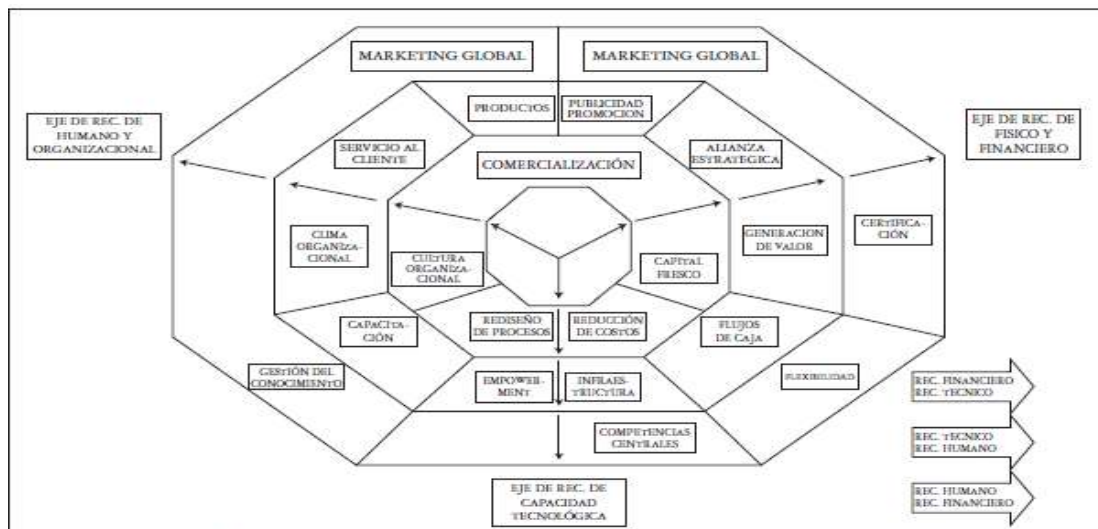 MARKETING GLOBAL
MARKETING GLOBAL
PRODUCTOS
PUBLICIDAD
PROMOCION
EJE DE REC. DE
HUMANO Y
ORGANIZACIONAL
EJE DE REC. DE
FISICO Y
FINANCIERO
SERVICIO AL
CLIENTE
COMERCIALIZACIÓN
ALIANZA
ESTRATEGICA
CLIMA
ORGANIZA-
CIONAL
CULTURA
ORGANIZA-
CIONAL
CAPITAL
FRESCO
GENERACION
DE VALOR
CERTIFICA-
CIÓN
CAPACITA-
CIÓN
REDISEÑO
DE PROCESOS
REDUCCIÓN
DE COSTOS
FLUJOS
DE CAJA
GESTIÓN DEL
CONOCIMIENTO
EMPOWER-
MENT
INFRAES-
TRUCTURA
FLEXIBILIDAD
REC. FINANCIERO
REC. TECNICO
COMPETENCIAS
CENTRALES
REC. TECNICO
REC. HUMANO
EJE DE REC. DE
CAPACIDAD
TECNOLÓGICA
REC. HUMANO
REC. FINANCIERO